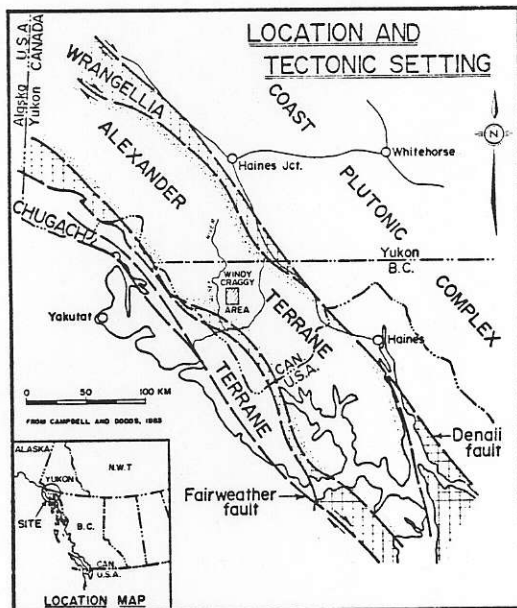 LOCATION AND
TECTONIC SETTING
U.S.A
CANADA
Alaska
Yukon
WRANGELLIA
COAST
N
Haines Jct.
Whitehorse
ALEXANDER
PLUTONIC
CHUGACH
Yukon
B.C.
WINDY
CRAGGY
AREA
COMPLEX
Yakutat
TERRANE
Haines
CAN.
U.S.A.
TERRANE
0 50 100 KM
FROM CAMPBELL AND DODDS, 1983
Denali
fault
Fairweather
fault
ALASKA
YUKON
N.W.T
SITE
B.C.
CAN.
U.S.A.
LOCATION MAP